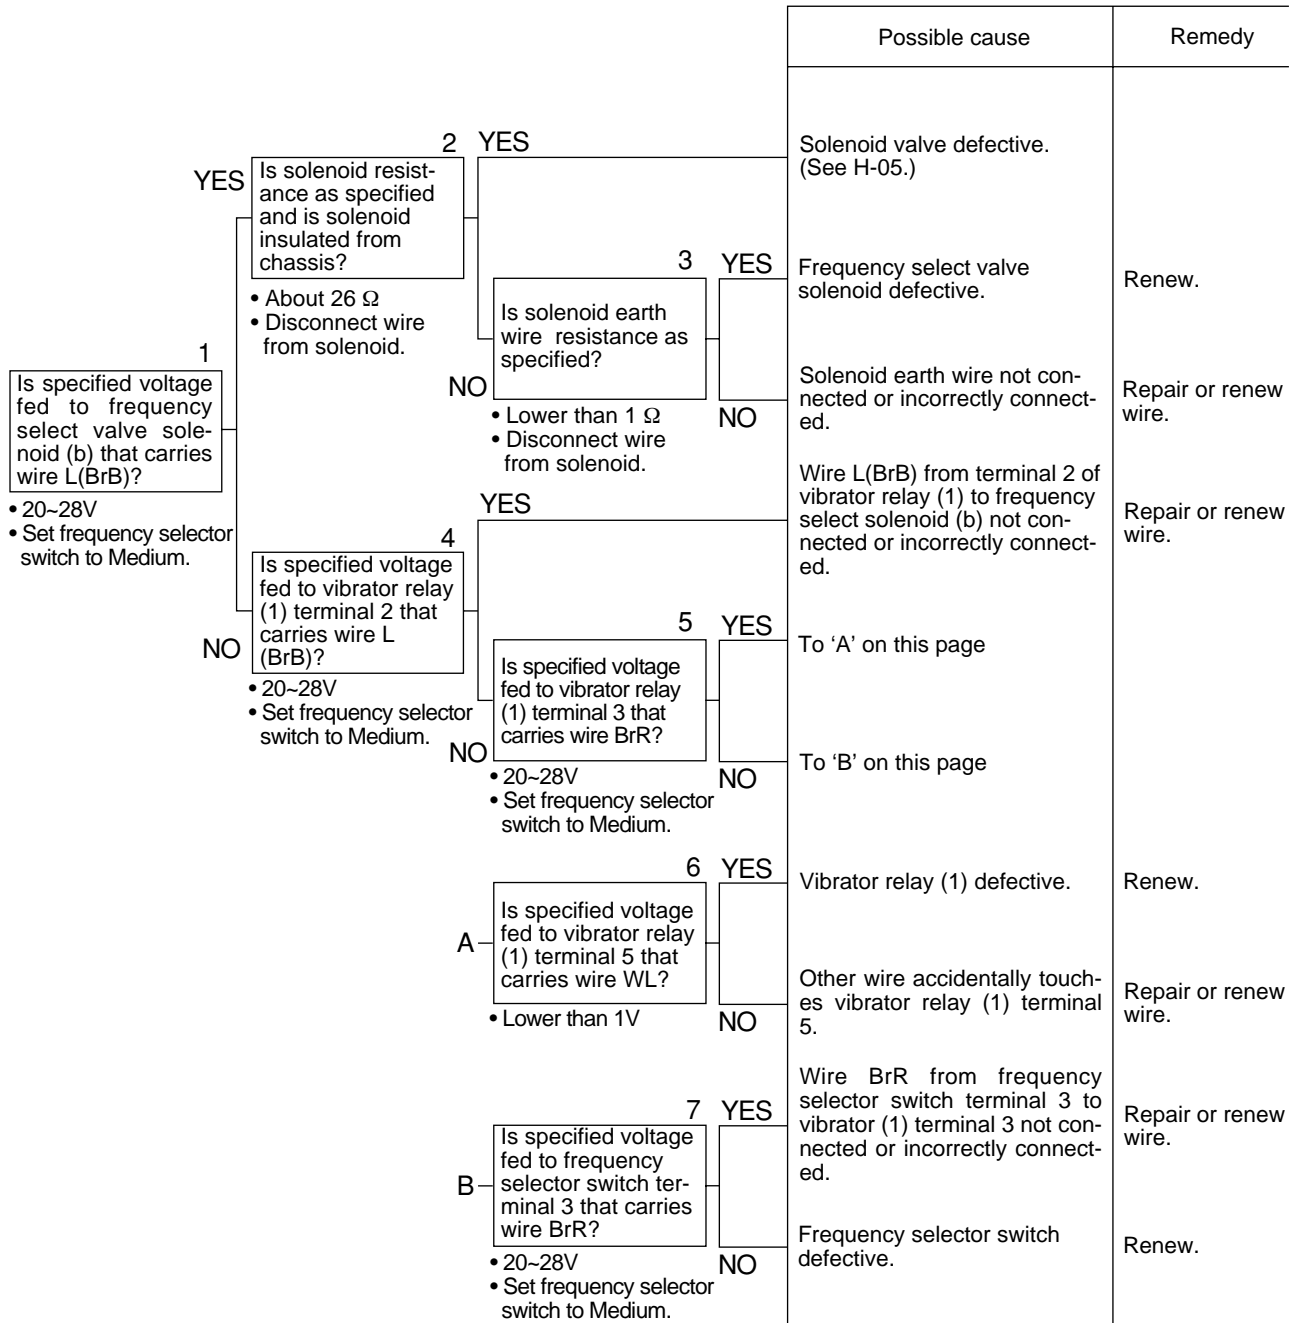 Possible cause
Remedy
1
Is specified voltage
fed to frequency
select valve sole-
noid (b) that carries
wire L(BrB)?
• 20~28V
• Set frequency selector
switch to Medium.
YES
NO
2
Is solenoid resist-
ance as specified
and is solenoid
insulated from
chassis?
• About 26 Ω
• Disconnect wire
from solenoid.
YES
NO
Solenoid valve defective.
(See H-05.)
3
Is solenoid earth
wire resistance as
specified?
• Lower than 1 Ω
• Disconnect wire
from solenoid.
YES
NO
Frequency select valve
solenoid defective.
Renew.
Solenoid earth wire not con-
nected or incorrectly connect-
ed.
Repair or renew
wire.
4
Is specified voltage
fed to vibrator relay
(1) terminal 2 that
carries wire L
(BrB)?
• 20~28V
• Set frequency selector
switch to Medium.
YES
NO
Wire L(BrB) from terminal 2 of
vibrator relay (1) to frequency
select solenoid (b) not con-
nected or incorrectly connect-
ed.
Repair or renew
wire.
5
Is specified voltage
fed to vibrator relay
(1) terminal 3 that
carries wire BrR?
• 20~28V
• Set frequency selector
switch to Medium.
YES
NO
To ‘A’ on this page
To ‘B’ on this page
A
6
Is specified voltage
fed to vibrator relay
(1) terminal 5 that
carries wire WL?
• Lower than 1V
YES
NO
Vibrator relay (1) defective.
Renew.
Other wire accidentally touch-
es vibrator relay (1) terminal
5.
Repair or renew
wire.
B
7
Is specified voltage
fed to frequency
selector switch ter-
minal 3 that carries
wire BrR?
• 20~28V
• Set frequency selector
switch to Medium.
YES
NO
Wire BrR from frequency
selector switch terminal 3 to
vibrator (1) terminal 3 not con-
nected or incorrectly connect-
ed.
Repair or renew
wire.
Frequency selector switch
defective.
Renew.